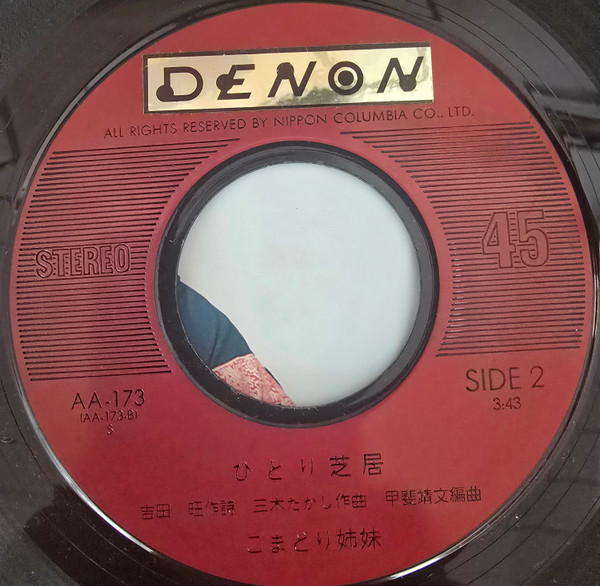 DENON
ALL RIGHTS RESERVED BY NIPPON COLUMBIA CO., LTD.
STEREO
45
AA-173
(AA-173-B)
S
SIDE 2
3:43
ひとり芝居
吉田 旺作詩 三木たかし作曲 甲斐靖文編曲
こまどり姉妹